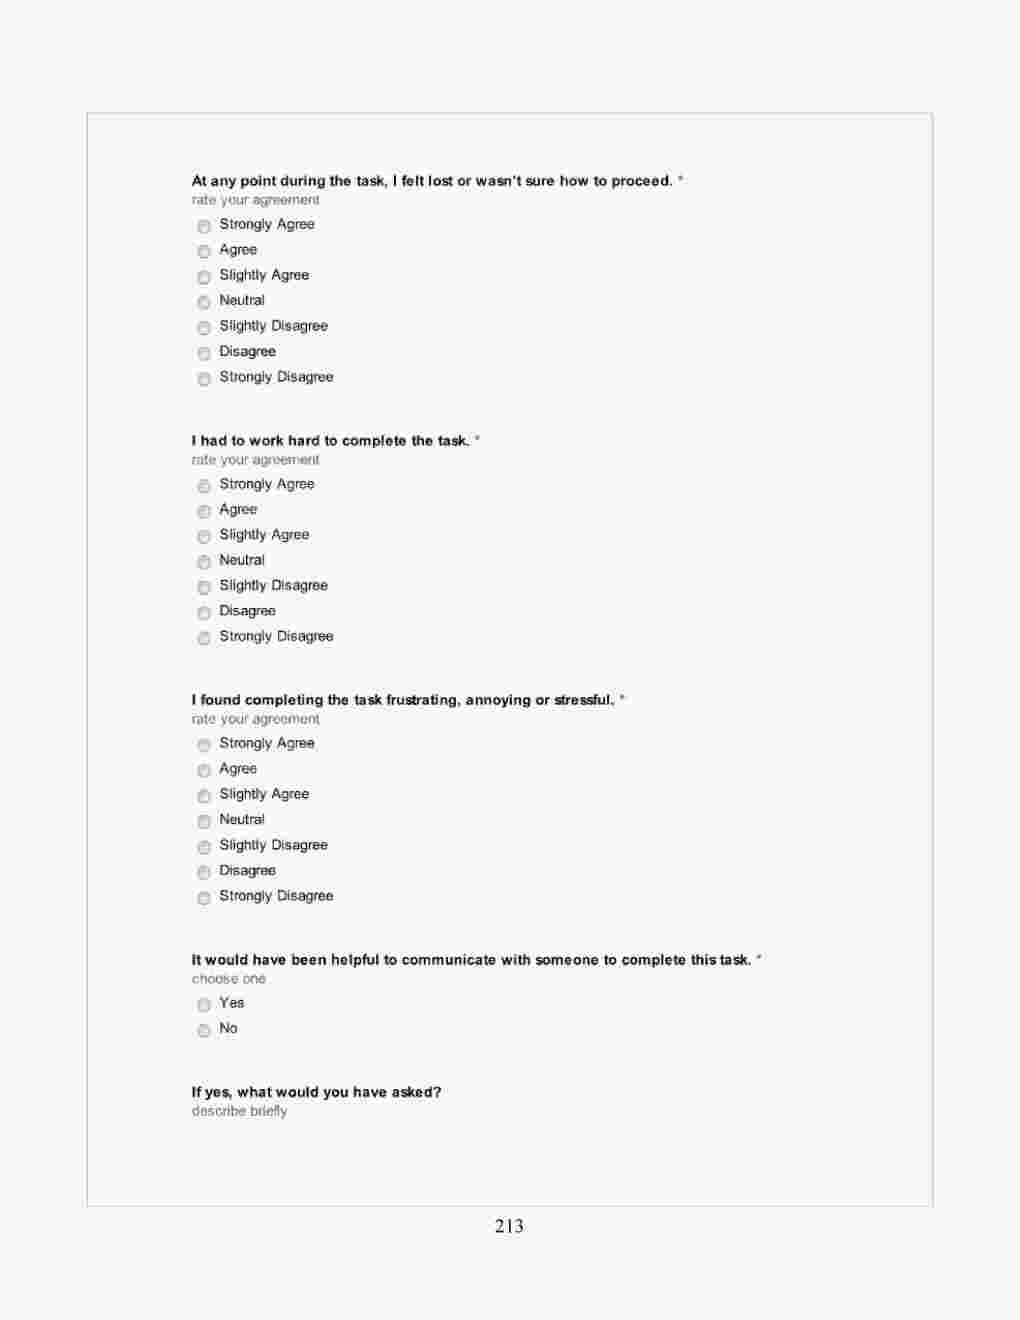 At any point during the task, I felt lost or wasn't sure how to proceed. *
rate your agreement
Strongly Agree
Agree
Slightly Agree
Neutral
Slightly Disagree
Disagree
Strongly Disagree
I had to work hard to complete the task. *
rate your agreement
Strongly Agree
Agree
Slightly Agree
Neutral
Slightly Disagree
Disagree
Strongly Disagree
I found completing the task frustrating, annoying or stressful. *
rate your agreement
Strongly Agree
Agree
Slightly Agree
Neutral
Slightly Disagree
Disagree
Strongly Disagree
It would have been helpful to communicate with someone to complete this task. *
choose one
Yes
No
If yes, what would you have asked?
describe briefly
213